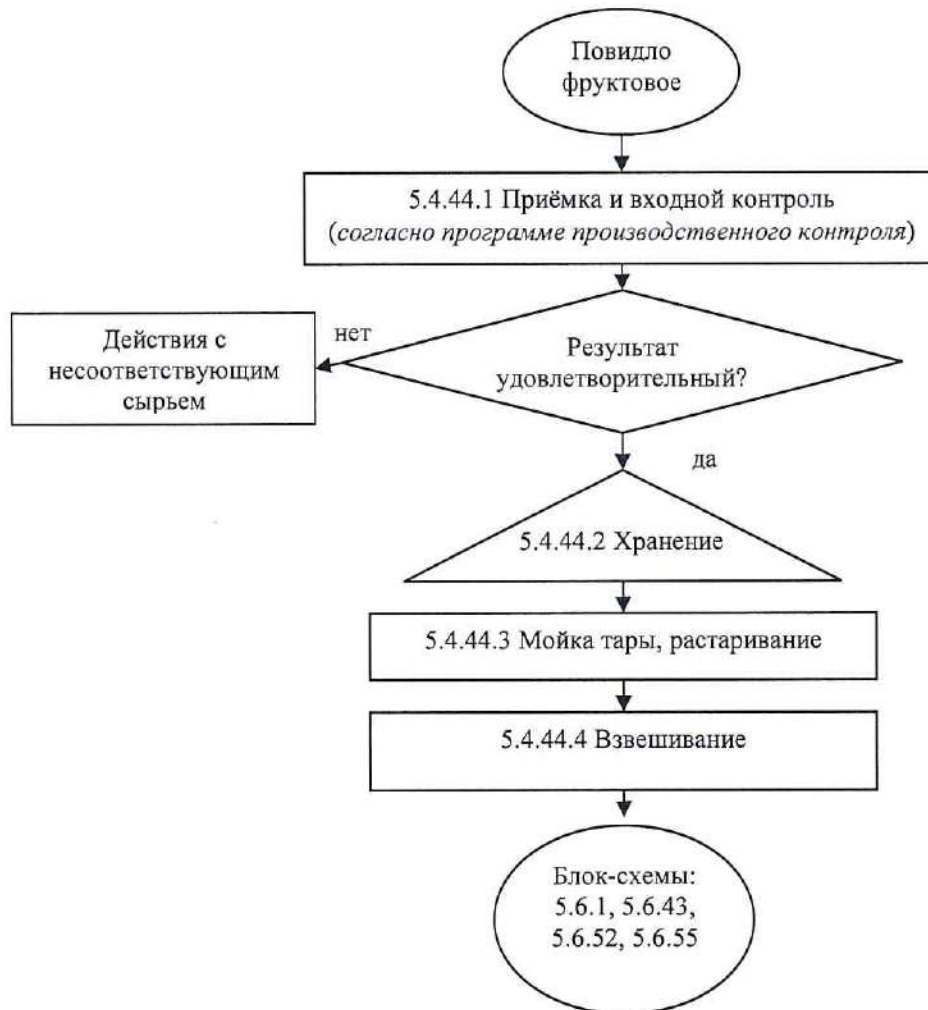 Повидло
фруктовое
5.4.44.1 Приёмка и входной контроль
(согласно программе производственного контроля)
Действия с
несоответствующим
сырьем
нет
Результат
удовлетворительный?
да
5.4.44.2 Хранение
5.4.44.3 Мойка тары, растаривание
5.4.44.4 Взвешивание
Блок-схемы:
5.6.1, 5.6.43,
5.6.52, 5.6.55